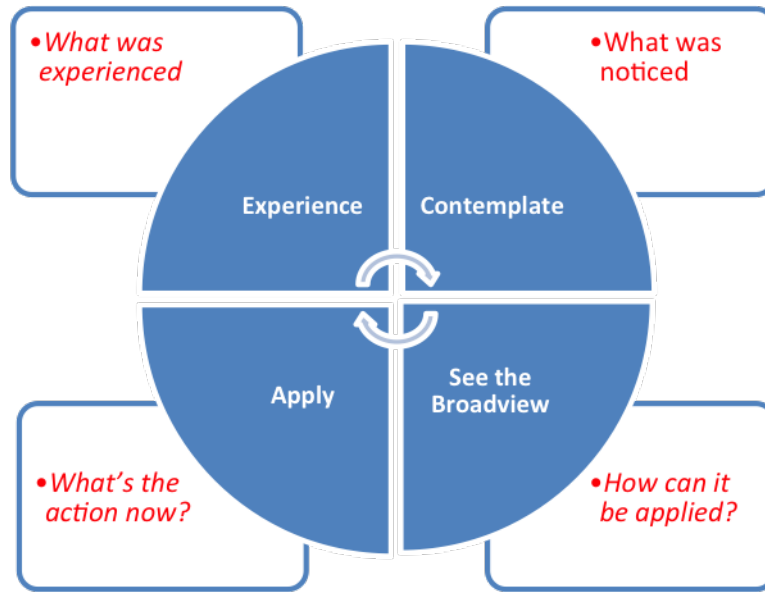 •What was
experienced
•What was
noticed
Experience
Contemplate
Apply
See the
Broadview
•What's the
action now?
•How can it
be applied?